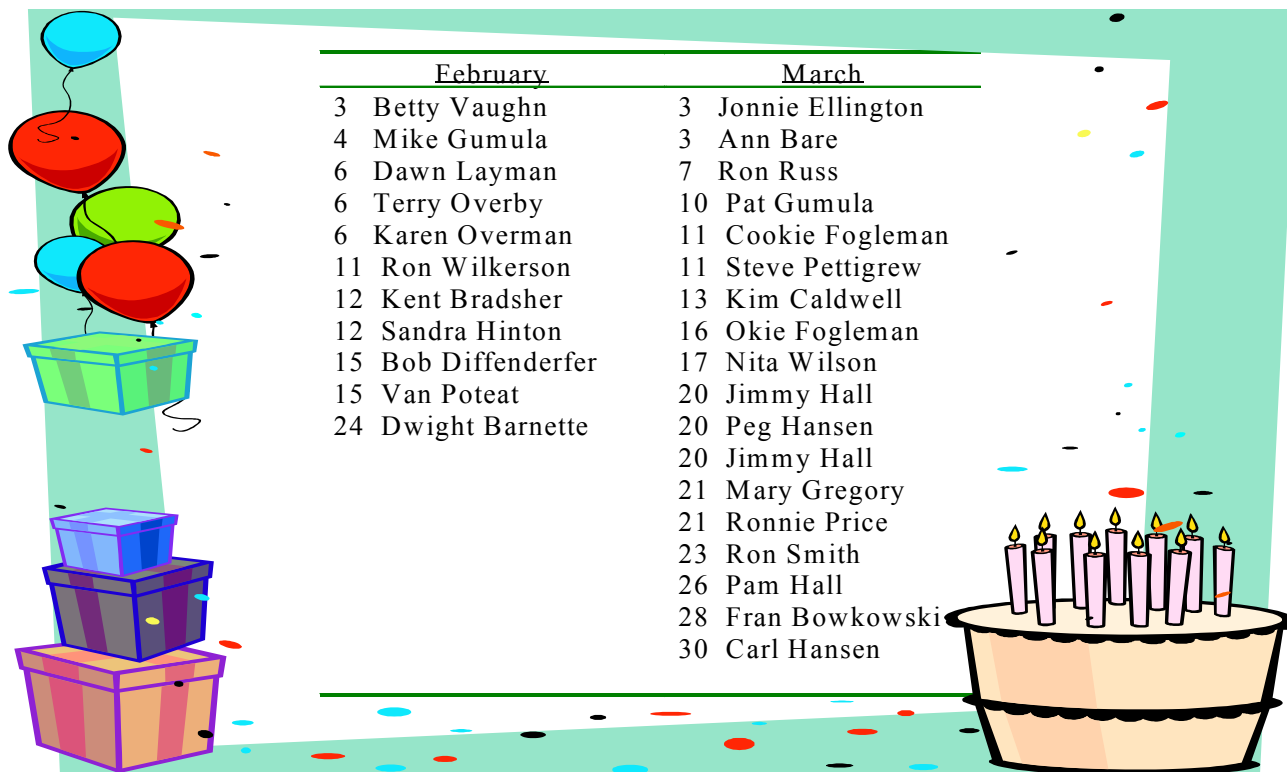 February
3 Betty Vaughn
4 Mike Gumula
6 Dawn Layman
6 Terry Overby
6 Karen Overman
11 Ron Wilkerson
12 Kent Bradsher
12 Sandra Hinton
15 Bob Diffenderfer
15 Van Poteat
24 Dwight Barnette
March
3 Jonnie Ellington
3 Ann Bare
7 Ron Russ
10 Pat Gumula
11 Cookie Fogleman
11 Steve Pettigrew
13 Kim Caldwell
16 Okie Fogleman
17 Nita Wilson
20 Jimmy Hall
20 Peg Hansen
20 Jimmy Hall
21 Mary Gregory
21 Ronnie Price
23 Ron Smith
26 Pam Hall
28 Fran Bowkowski
30 Carl Hansen